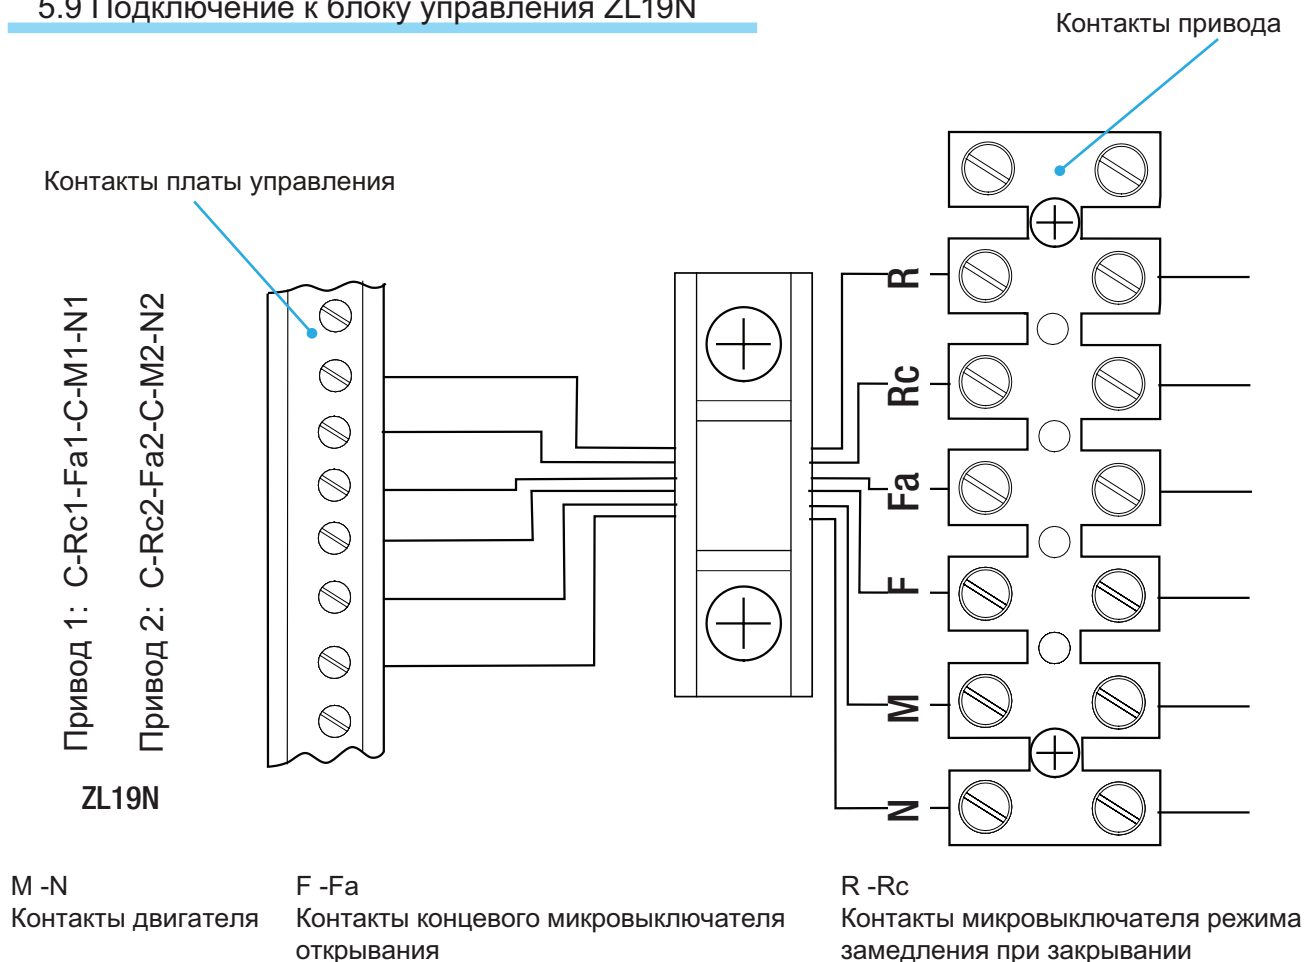 5.9 Подключение к блоку управления ZL19N
Контакты привода
Контакты платы управления
Привод 1: C-Rc1-Fa1-C-M1-N1
Привод 2: C-Rc2-Fa2-C-M2-N2
ZL19N
R
Rc
Fa
F
M
N
M -N
Контакты двигателя
F -Fa
Контакты концевого микровыключателя
открывания
R -Rc
Контакты микровыключателя режима
замедления при закрывании